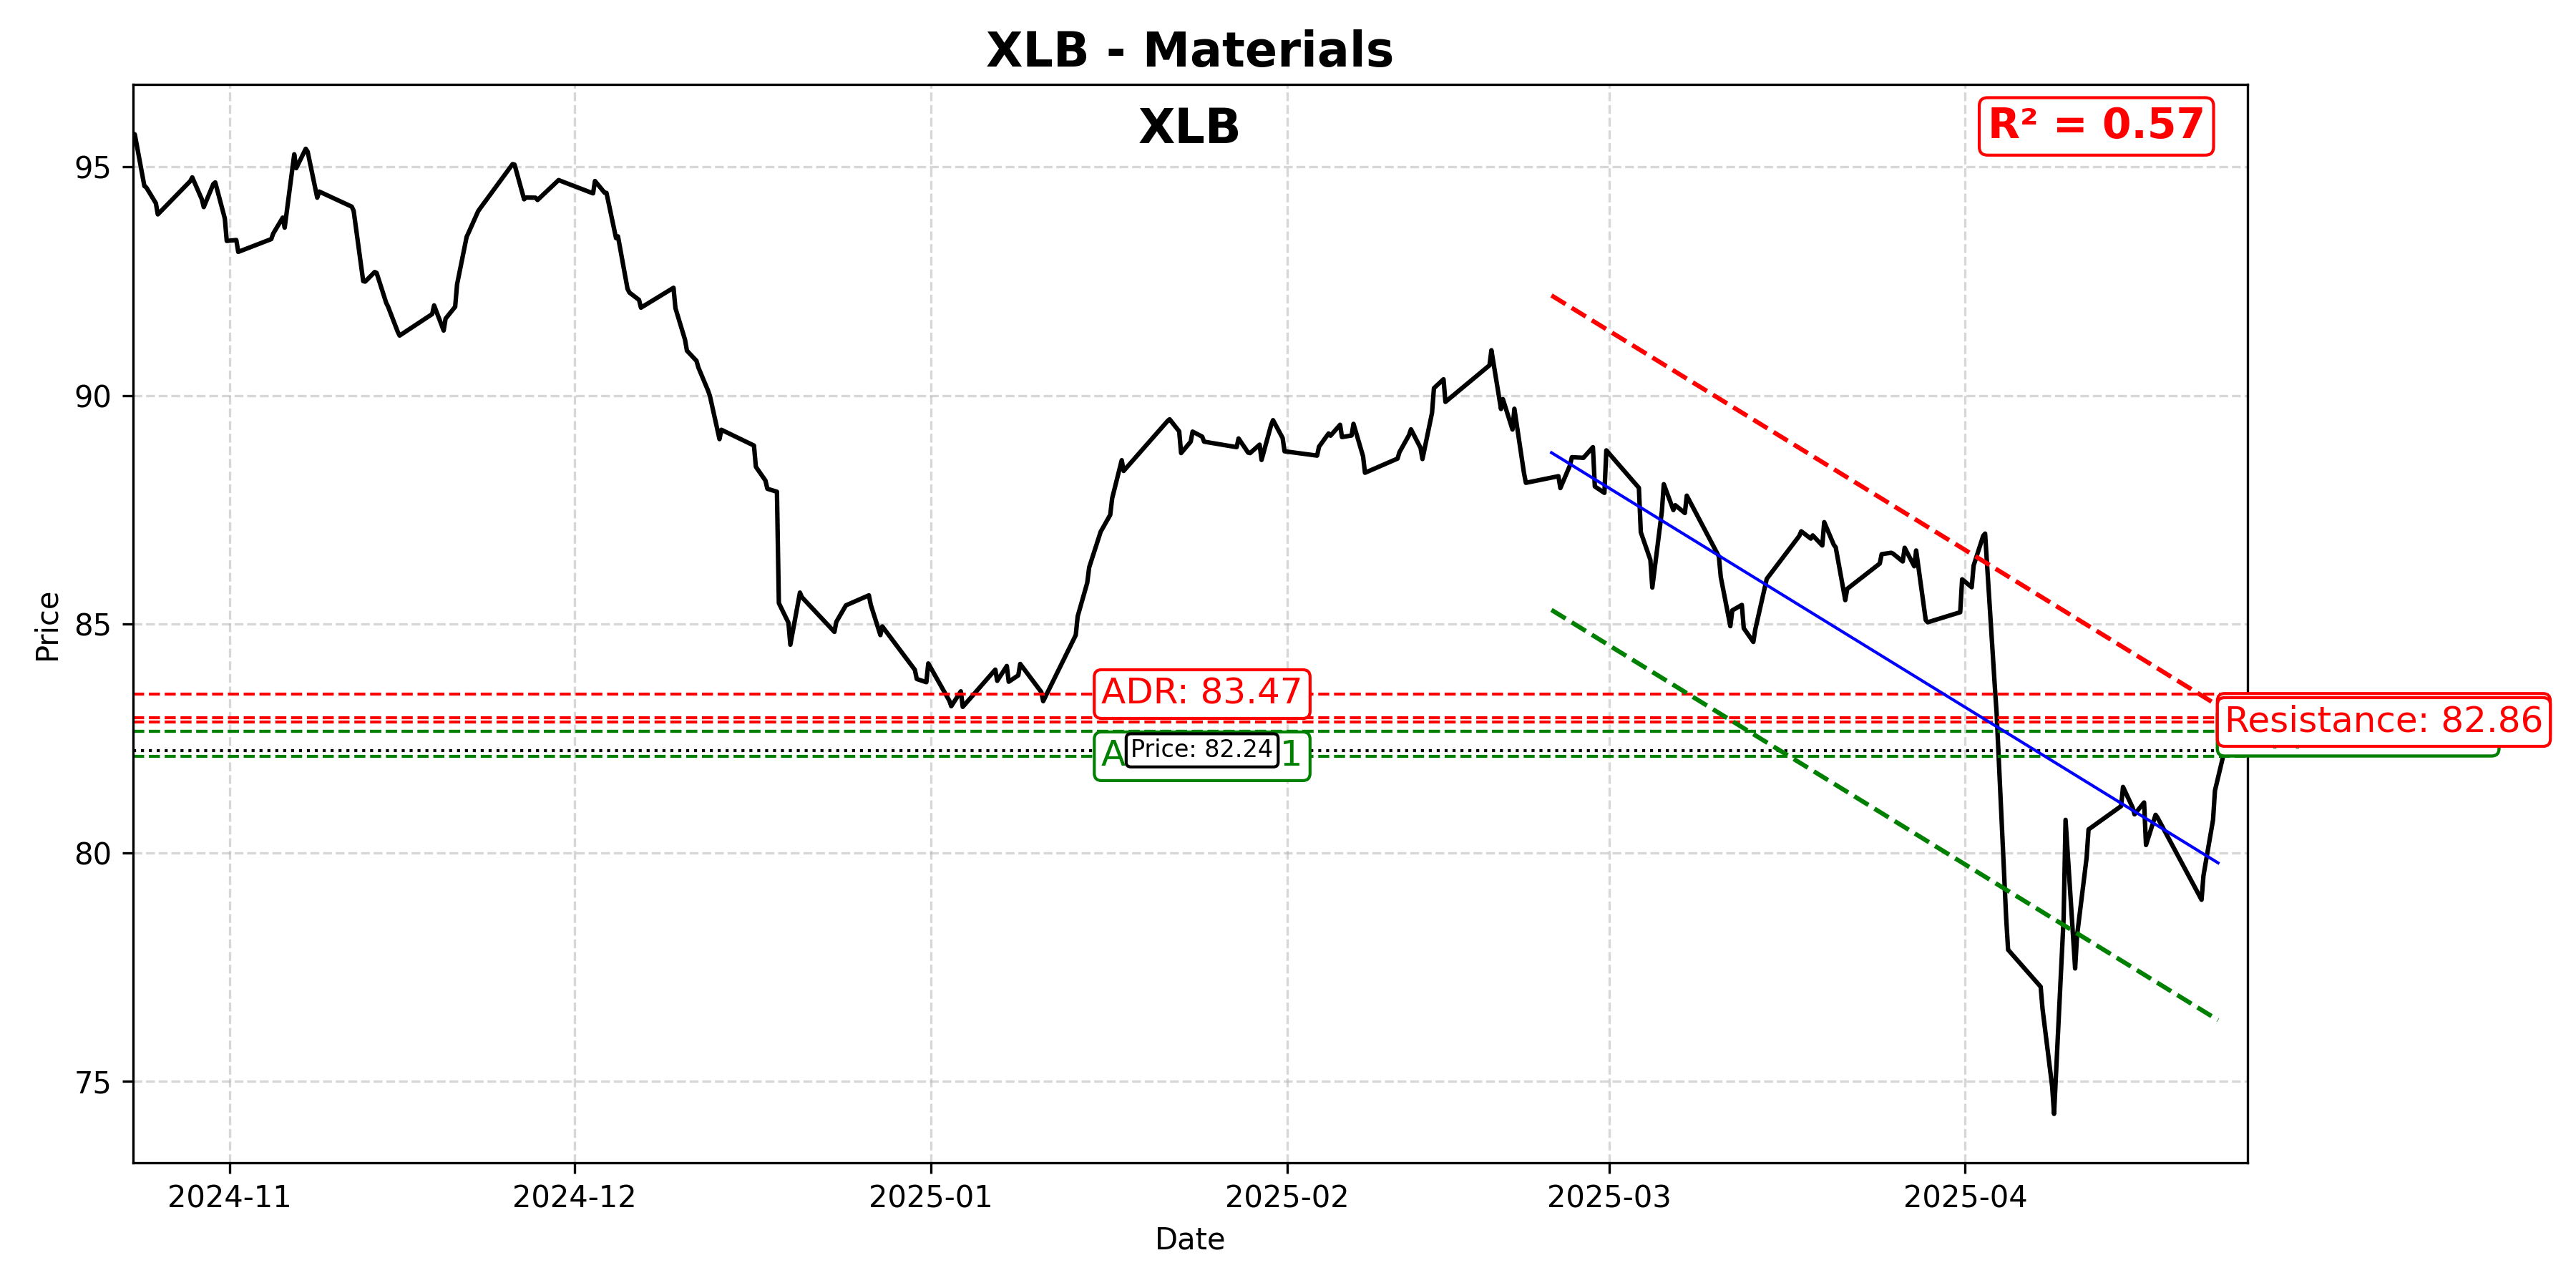 XLB - Materials
XLB
R² = 0.57
95
90
85
80
75
Price
ADR: 83.47
Resistance: 82.86
A
Price: 82.24
1
2024-11
2024-12
2025-01
2025-02
2025-03
2025-04
Date